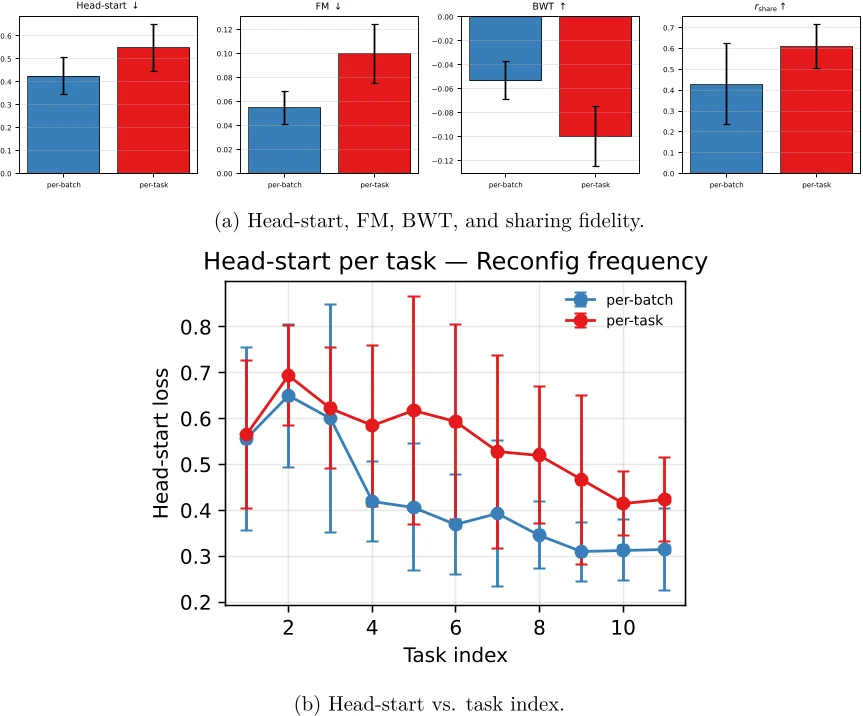 Head-start ↓
FM ↓
BWT ↑
r_share ↑
0.6
0.5
0.4
0.3
0.2
0.1
0.0
per-batch
per-task
0.12
0.10
0.08
0.06
0.04
0.02
0.00
per-batch
per-task
0.00
−0.02
−0.04
−0.06
−0.08
−0.10
−0.12
per-batch
per-task
0.7
0.6
0.5
0.4
0.3
0.2
0.1
0.0
per-batch
per-task
(a) Head-start, FM, BWT, and sharing fidelity.
Head-start per task — Reconfig frequency
per-batch
per-task
Head-start loss
0.8
0.7
0.6
0.5
0.4
0.3
0.2
2 4 6 8 10
Task index
(b) Head-start vs. task index.